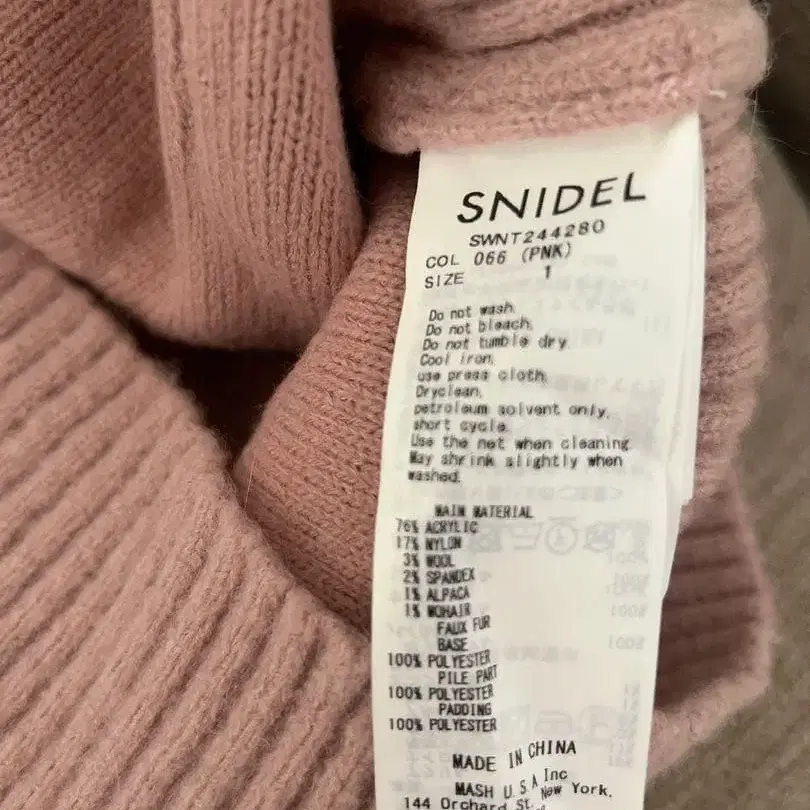 SNIDEL
SWNT244280
COL 066 (PNK)
SIZE 1
Do not wash.
Do not bleach.
Do not tumble dry.
Cool iron.
use press cloth.
Dryclean.
petroleum solvent only.
short cycle.
Use the net when cleaning.
May shrink slightly when
washed.
MAIN MATERIAL
76% ACRYLIC
17% NYLON
3% WOOL
2% SPANDEX
1% ALPACA
1% MOHAIR
FAUX FUR
BASE
100% POLYESTER
PILE PART
100% POLYESTER
PADDING
100% POLYESTER
MADE IN CHINA
MASH U.S.A Inc
144 Orchard St. New York,